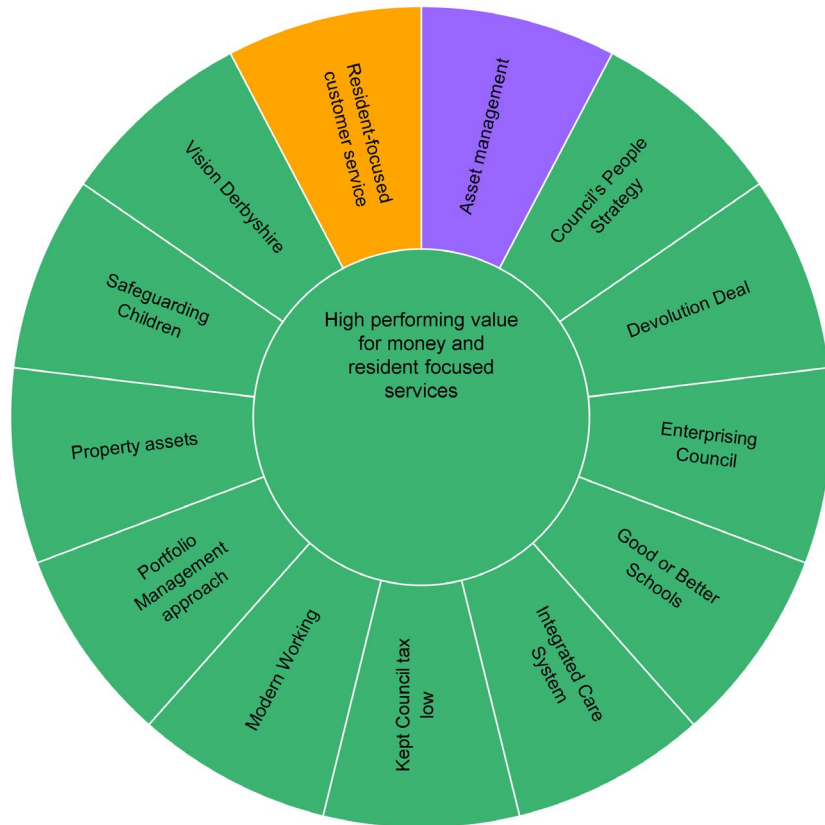 High performing value
for money and
resident focused
services
Asset management
Council's People
Strategy
Devolution Deal
Enterprising
Council
Good or Better
Schools
Integrated Care
System
Kept Council tax
low
Modern Working
Portfolio
Management
approach
Property assets
Safeguarding
Children
Vision Derbyshire
Resident-focused
customer service